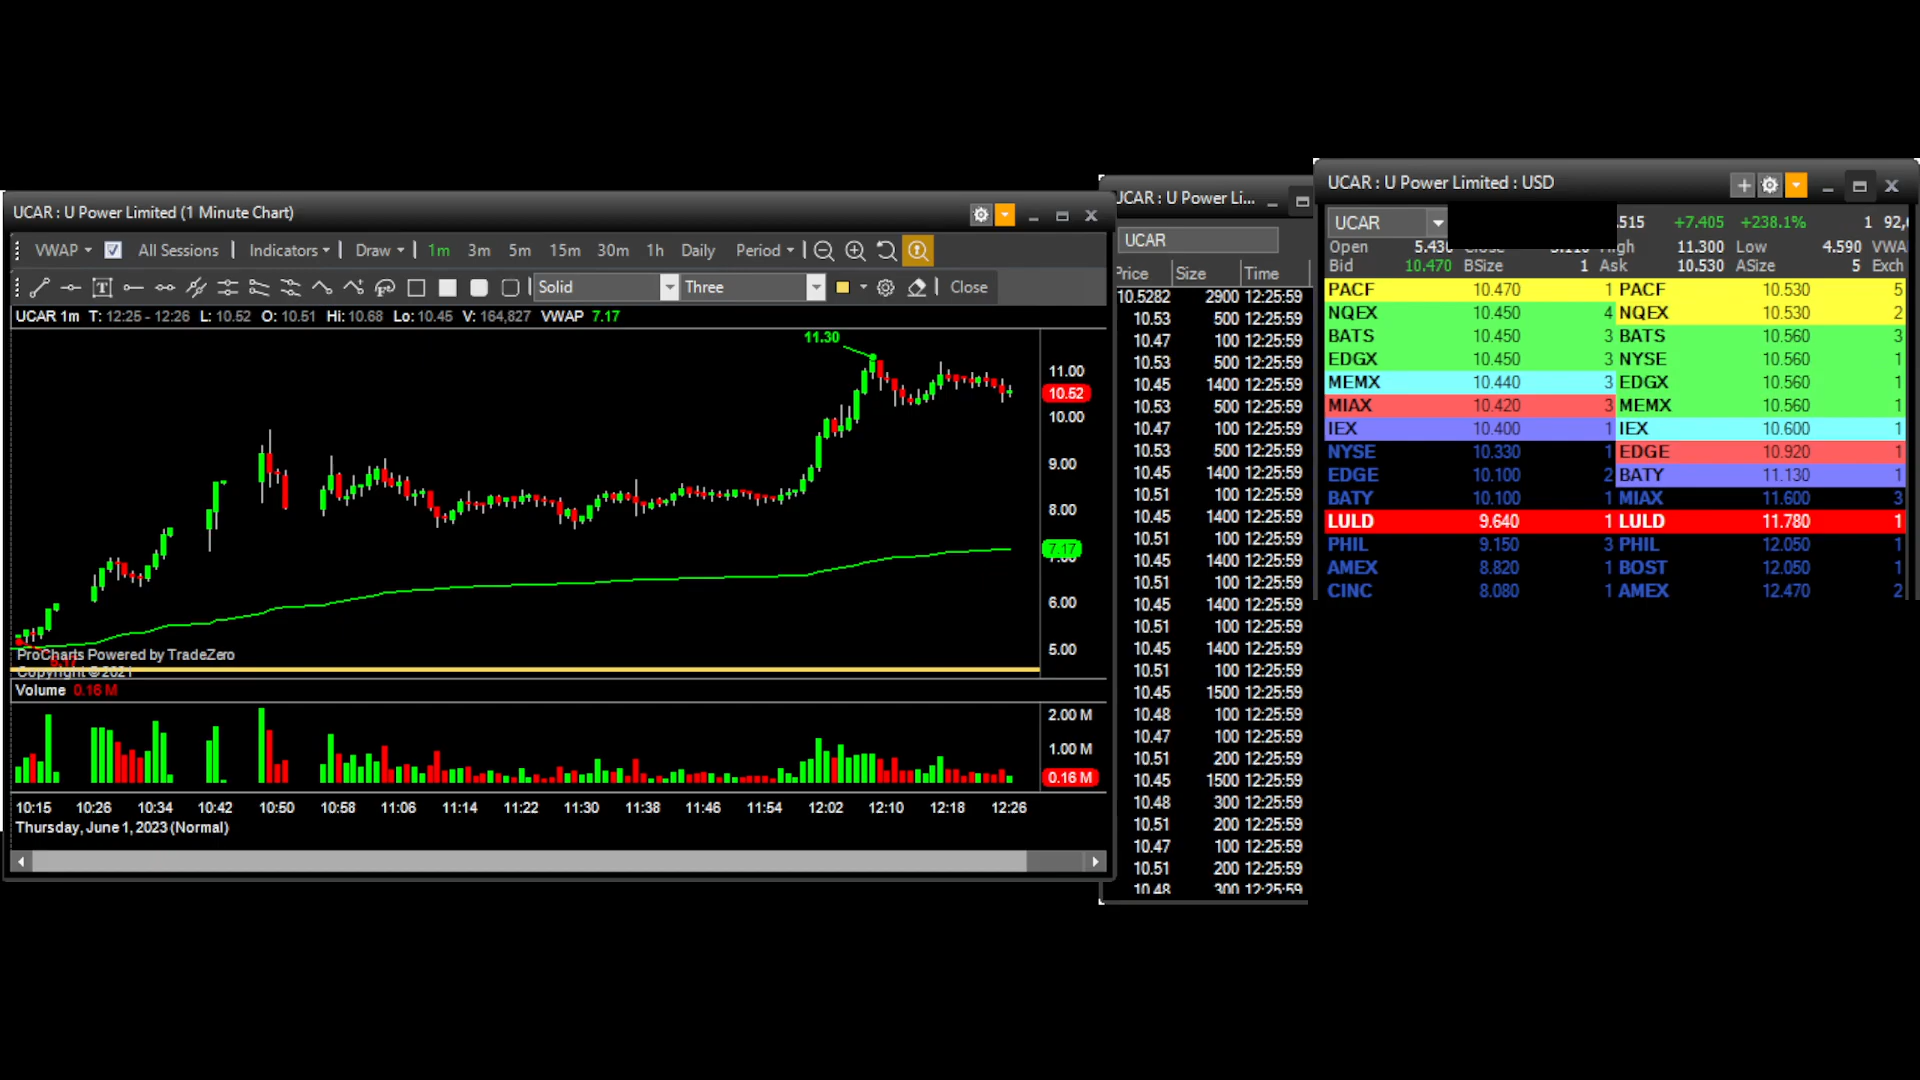 UCAR : U Power Limited (1 Minute Chart)
VWAP All Sessions Indicators Draw 1m 3m 5m 15m 30m 1h Daily Period
Solid Three Close
UCAR 1m T: 12:25 - 12:26 L: 10.52 O: 10.51 Hi: 10.68 Lo: 10.45 V: 164,827 VWAP 7.17
11.30
11.00
10.52
10.00
9.00
8.00
7.17
6.00
5.00
ProCharts Powered by TradeZero
Copyright © 2021
Volume 0.16 M
2.00 M
1.00 M
0.16 M
10:15 10:26 10:34 10:42 10:50 10:58 11:06 11:14 11:22 11:30 11:38 11:46 11:54 12:02 12:10 12:18 12:26
Thursday, June 1, 2023 (Normal)
UCAR : U Power Li...
UCAR
Price Size Time
10.5282 2900 12:25:59
10.53 500 12:25:59
10.47 100 12:25:59
10.53 500 12:25:59
10.45 1400 12:25:59
10.53 500 12:25:59
10.47 100 12:25:59
10.53 500 12:25:59
10.45 1400 12:25:59
10.51 100 12:25:59
10.45 1400 12:25:59
10.51 100 12:25:59
10.45 1400 12:25:59
10.51 100 12:25:59
10.45 1400 12:25:59
10.51 100 12:25:59
10.45 1400 12:25:59
10.51 100 12:25:59
10.45 1500 12:25:59
10.48 100 12:25:59
10.47 100 12:25:59
10.51 200 12:25:59
10.45 1500 12:25:59
10.48 300 12:25:59
10.51 200 12:25:59
10.47 100 12:25:59
10.51 200 12:25:59
10.48 300 12:25:59
UCAR : U Power Limited : USD
UCAR .515 +7.405 +238.1% 1 92,
Open 5.430 11.300 Low 4.590 VWA
Bid 10.470 BSize 1 Ask 10.530 ASize 5 Exch
PACF 10.470 1 PACF 10.530 5
NQEX 10.450 4 NQEX 10.530 2
BATS 10.450 3 BATS 10.560 3
EDGX 10.450 3 NYSE 10.560 1
MEMX 10.440 3 EDGX 10.560 1
MIAX 10.420 3 MEMX 10.560 1
IEX 10.400 1 IEX 10.600 1
NYSE 10.330 1 EDGE 10.920 1
EDGE 10.100 2 BATY 11.130 1
BATY 10.100 1 MIAX 11.600 3
LULD 9.640 1 LULD 11.780 1
PHIL 9.150 3 PHIL 12.050 1
AMEX 8.820 1 BOST 12.050 1
CINC 8.080 1 AMEX 12.470 2